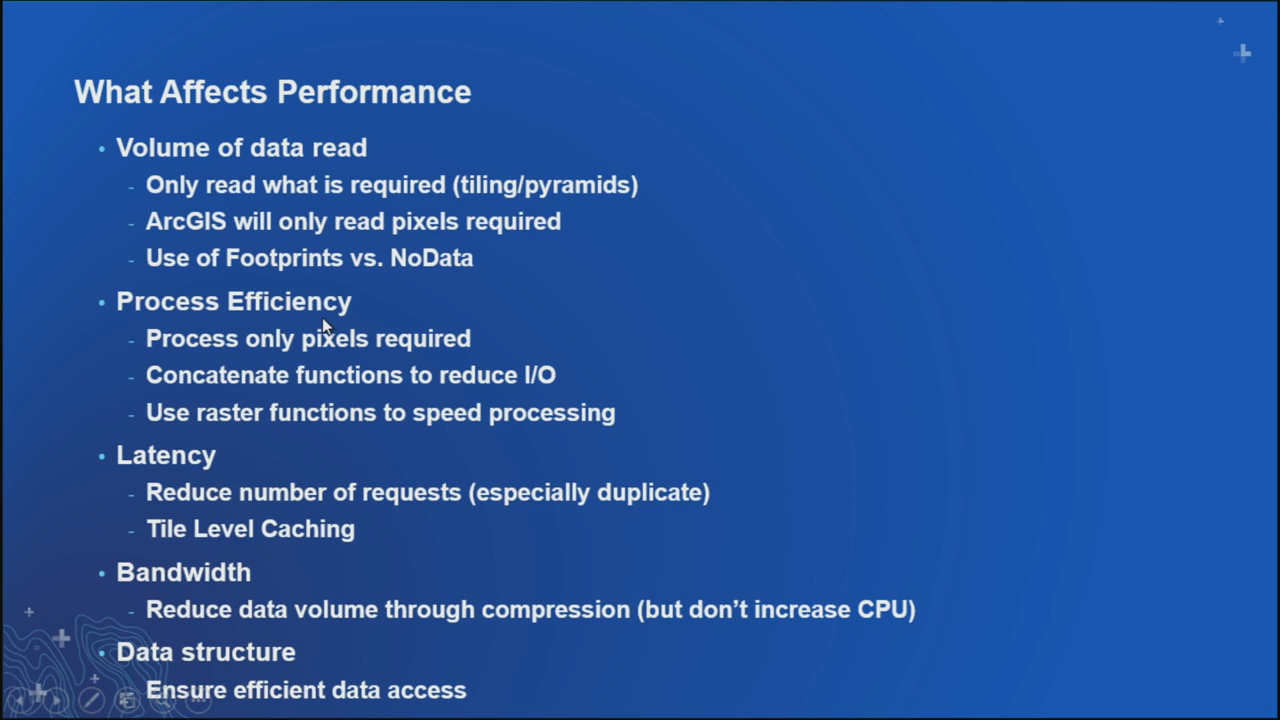 What Affects Performance
• Volume of data read
- Only read what is required (tiling/pyramids)
- ArcGIS will only read pixels required
- Use of Footprints vs. NoData
• Process Efficiency
- Process only pixels required
- Concatenate functions to reduce I/O
- Use raster functions to speed processing
• Latency
- Reduce number of requests (especially duplicate)
- Tile Level Caching
• Bandwidth
- Reduce data volume through compression (but don’t increase CPU)
• Data structure
Ensure efficient data access